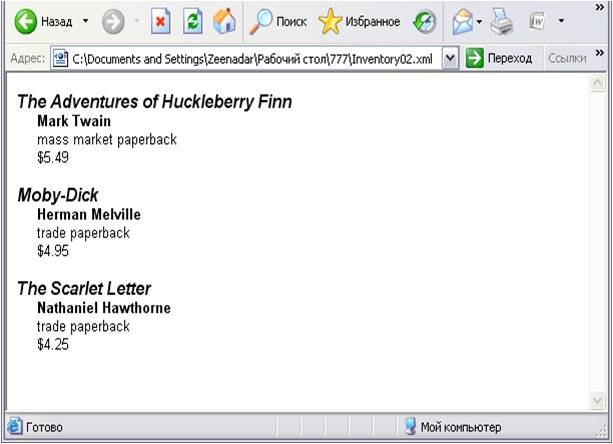 Назад Поиск Избранное »
Адрес: C:\Documents and Settings\Zeenadar\Рабочий стол\777\Inventory02.xml Переход Ссылки »
The Adventures of Huckleberry Finn
Mark Twain
mass market paperback
$5.49
Moby-Dick
Herman Melville
trade paperback
$4.95
The Scarlet Letter
Nathaniel Hawthorne
trade paperback
$4.25
Готово Мой компьютер